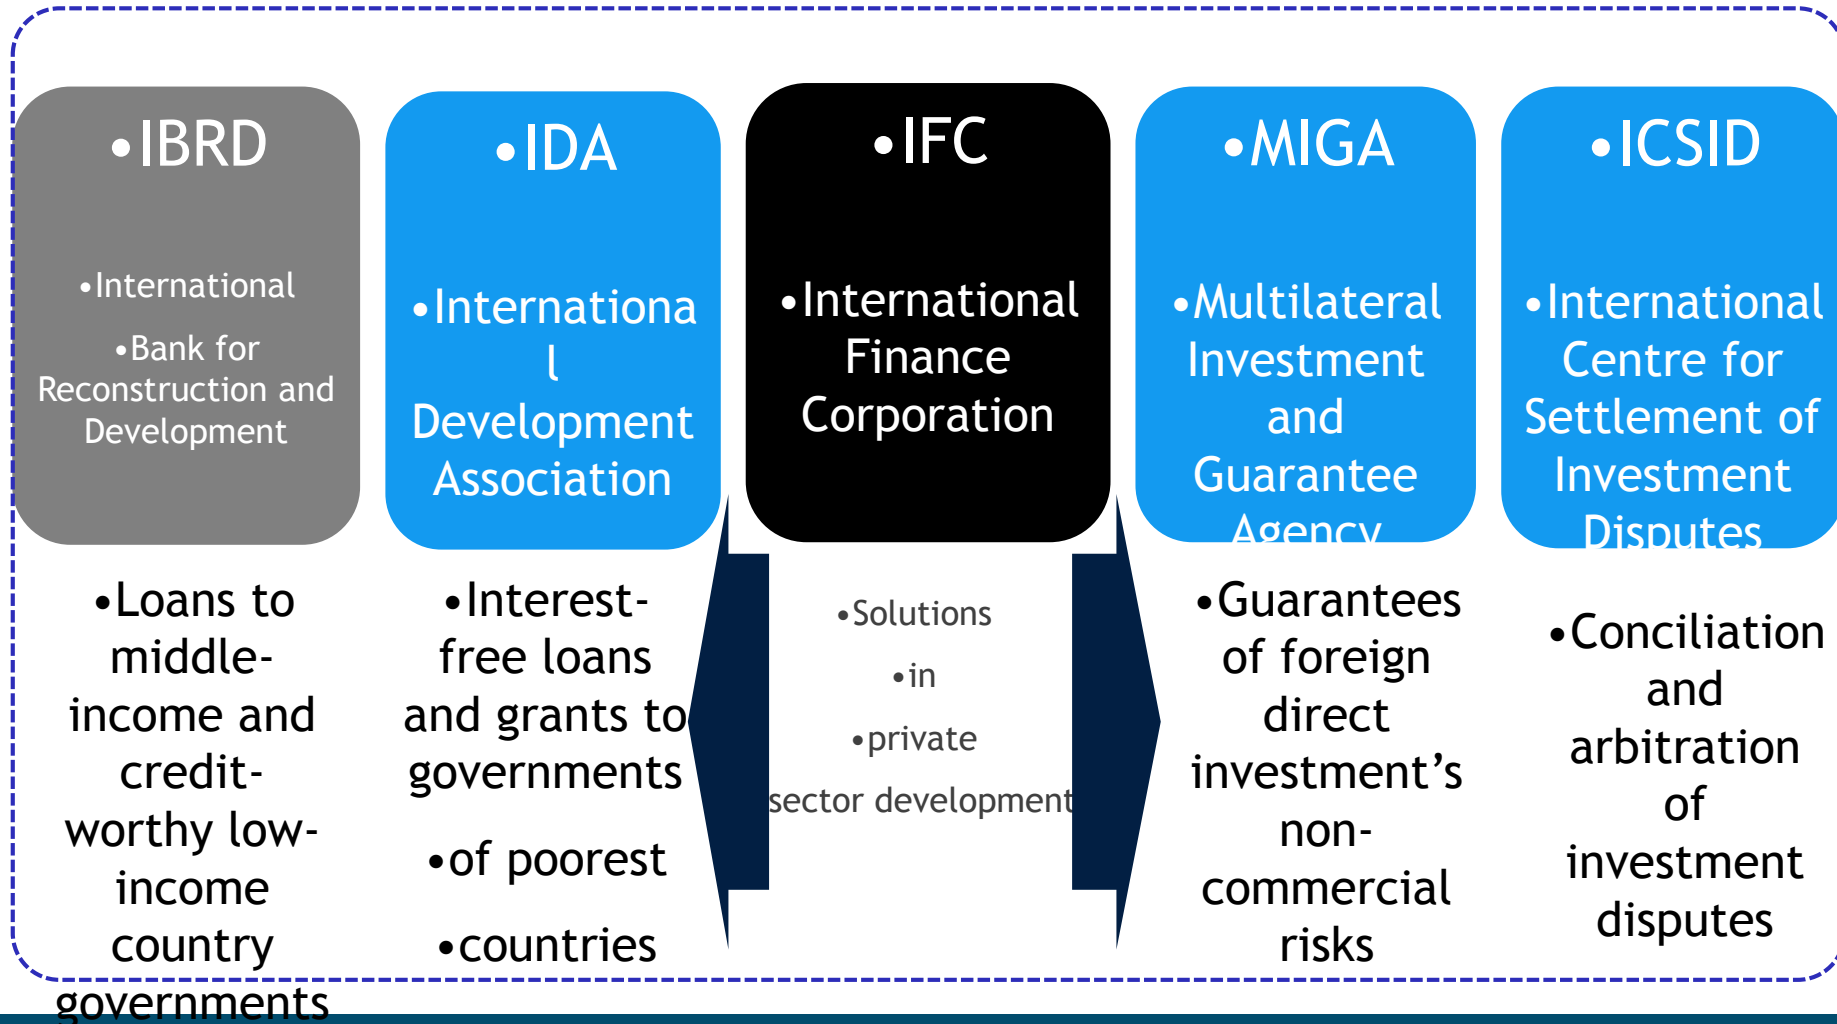 •IBRD
•International
•Bank for
Reconstruction and
Development
•Loans to
middle-
income and
credit-
worthy low-
income
country
governments
•IDA
•Internationa
l
Development
Association
•Interest-
free loans
and grants to
governments
•of poorest
•countries
•IFC
•International
Finance
Corporation
•Solutions
•in
•private
sector development
•MIGA
•Multilateral
Investment
and
Guarantee
Agency
•Guarantees
of foreign
direct
investment’s
non-
commercial
risks
•ICSID
•International
Centre for
Settlement of
Investment
Disputes
•Conciliation
and
arbitration
of
investment
disputes